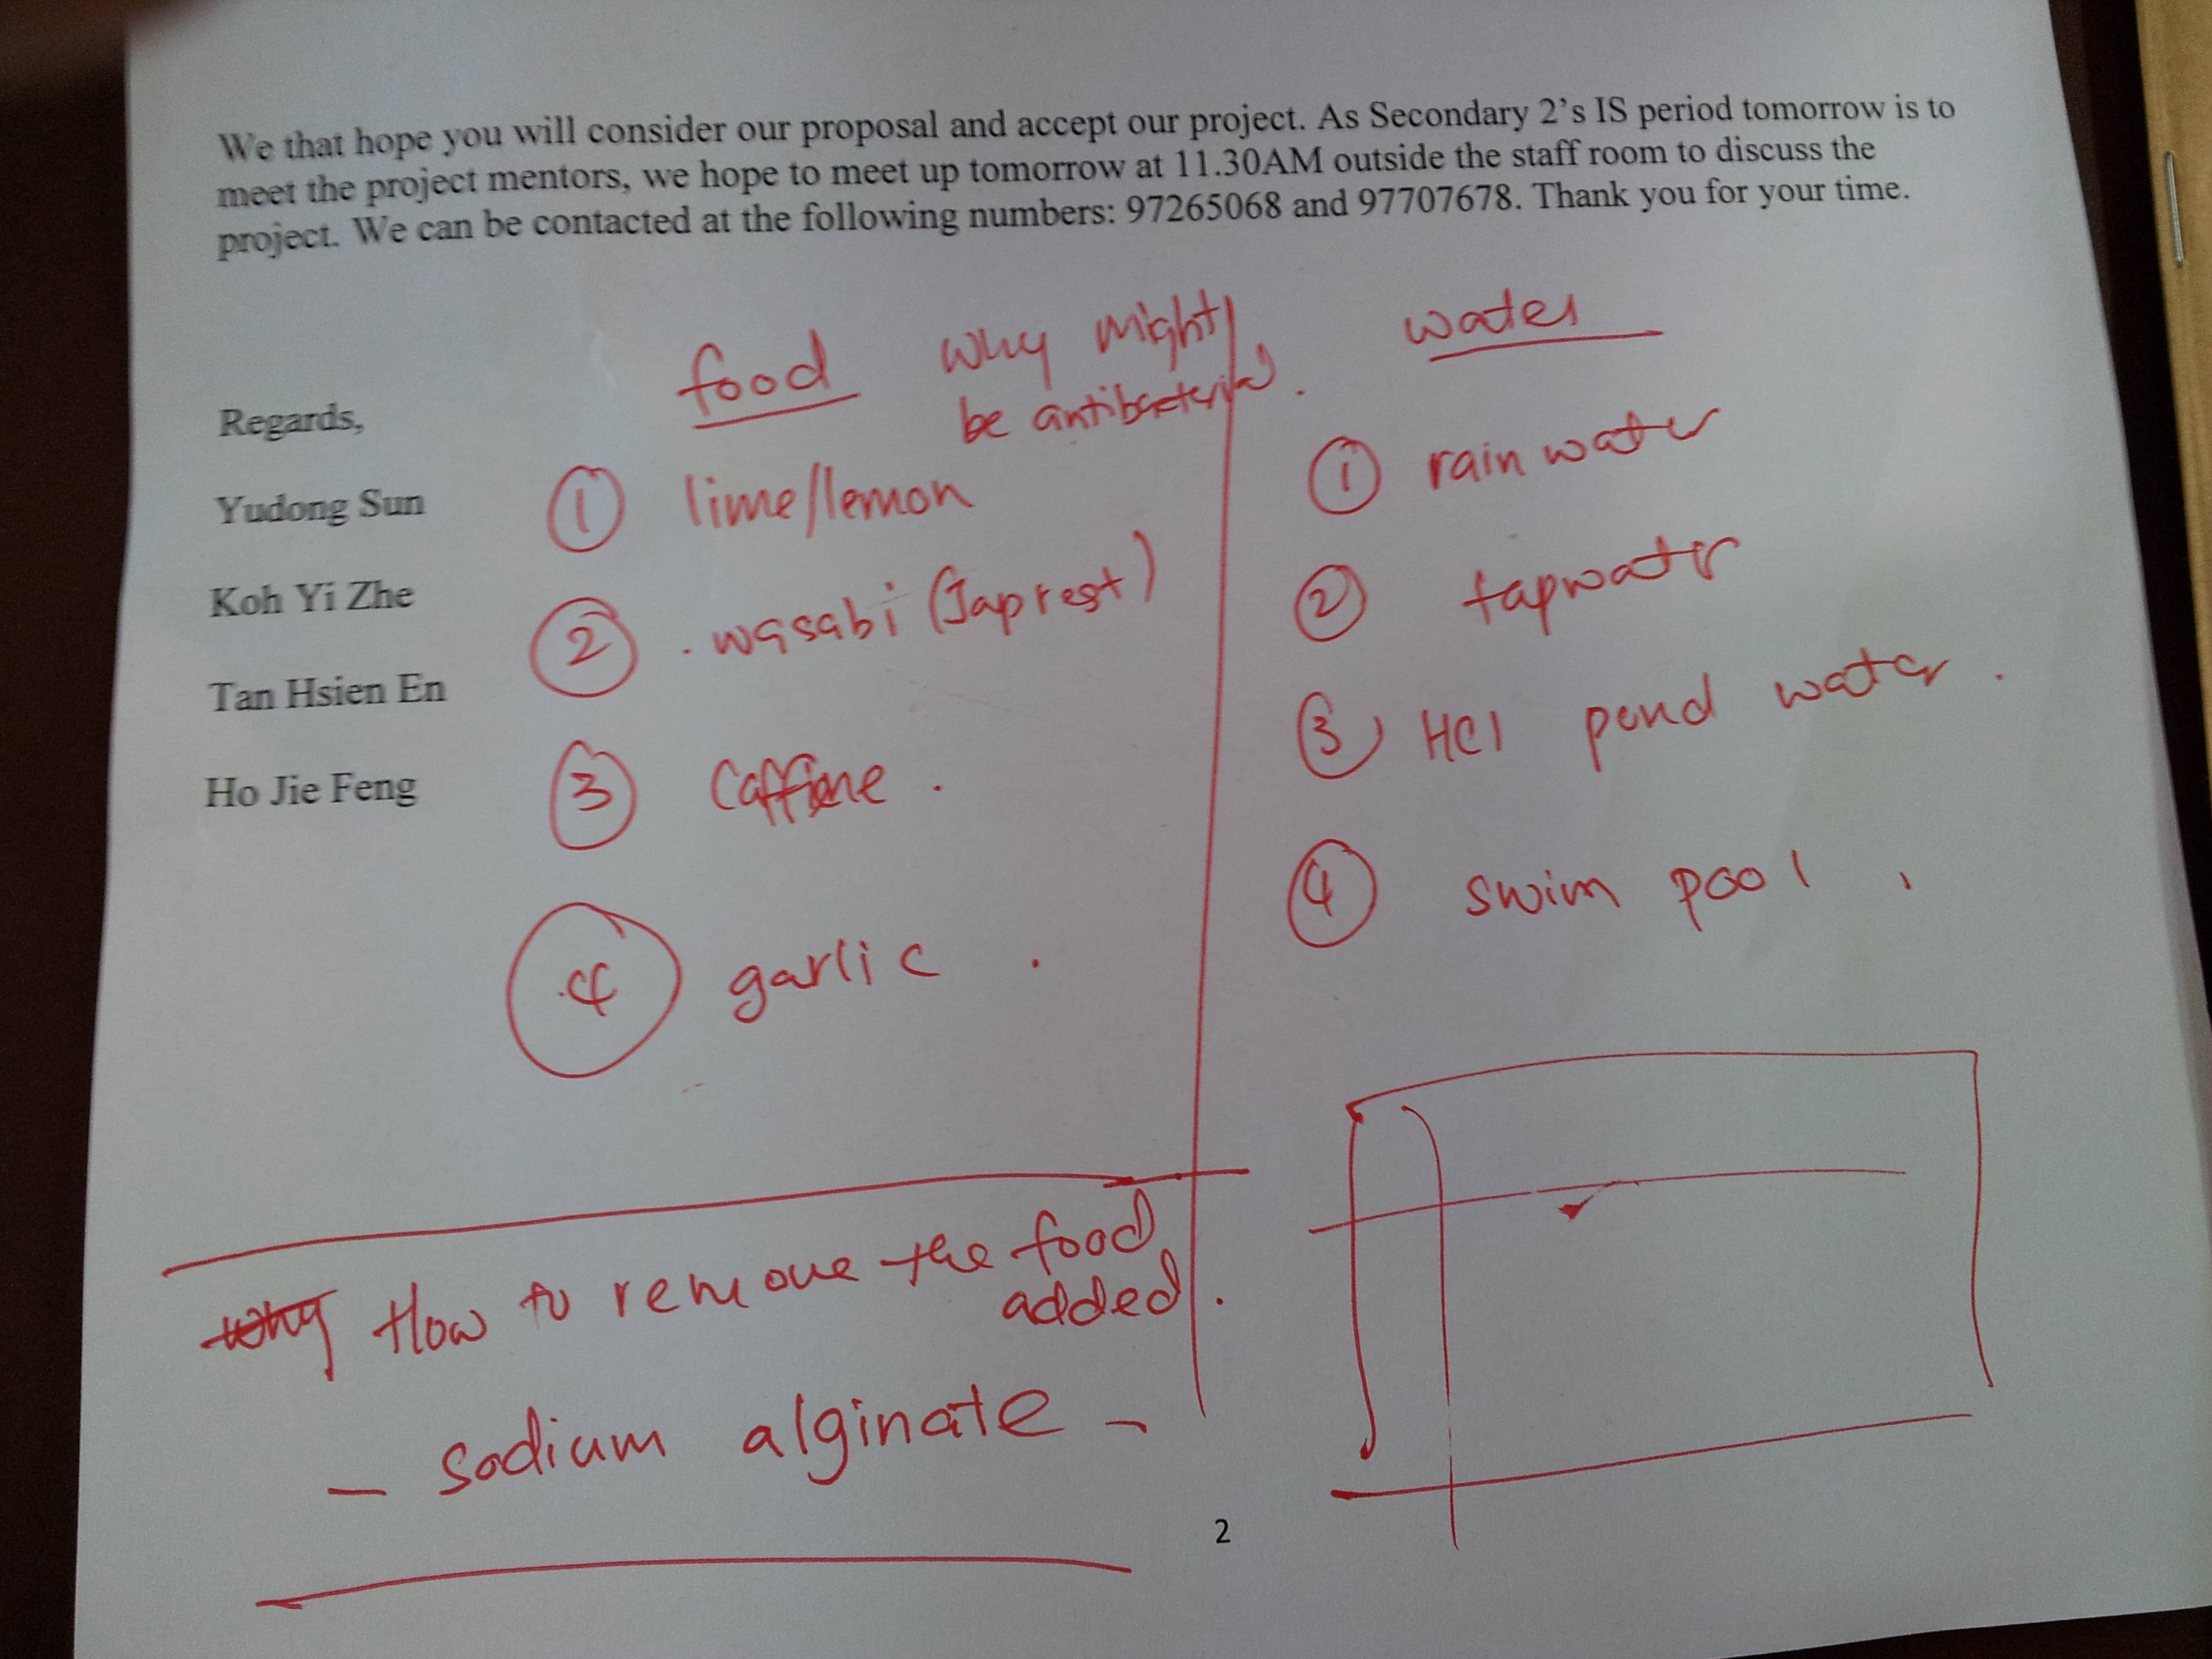 We that hope you will consider our proposal and accept our project. As Secondary 2's IS period tomorrow is to
meet the project mentors, we hope to meet up tomorrow at 11.30AM outside the staff room to discuss the
project. We can be contacted at the following numbers: 97265068 and 97707678. Thank you for your time.
Regards,
Yudong Sun
Koh Yi Zhe
Tan Hsien En
Ho Jie Feng
food why might
be antibacterial.
① lime/lemon
② . wasabi (Jap rest)
③ Caffine .
④ garlic .
water
① rain water
② tapwater
③ HCI pond water .
④ swim pool .
why How to remove the food
added .
- sodium alginate -
2